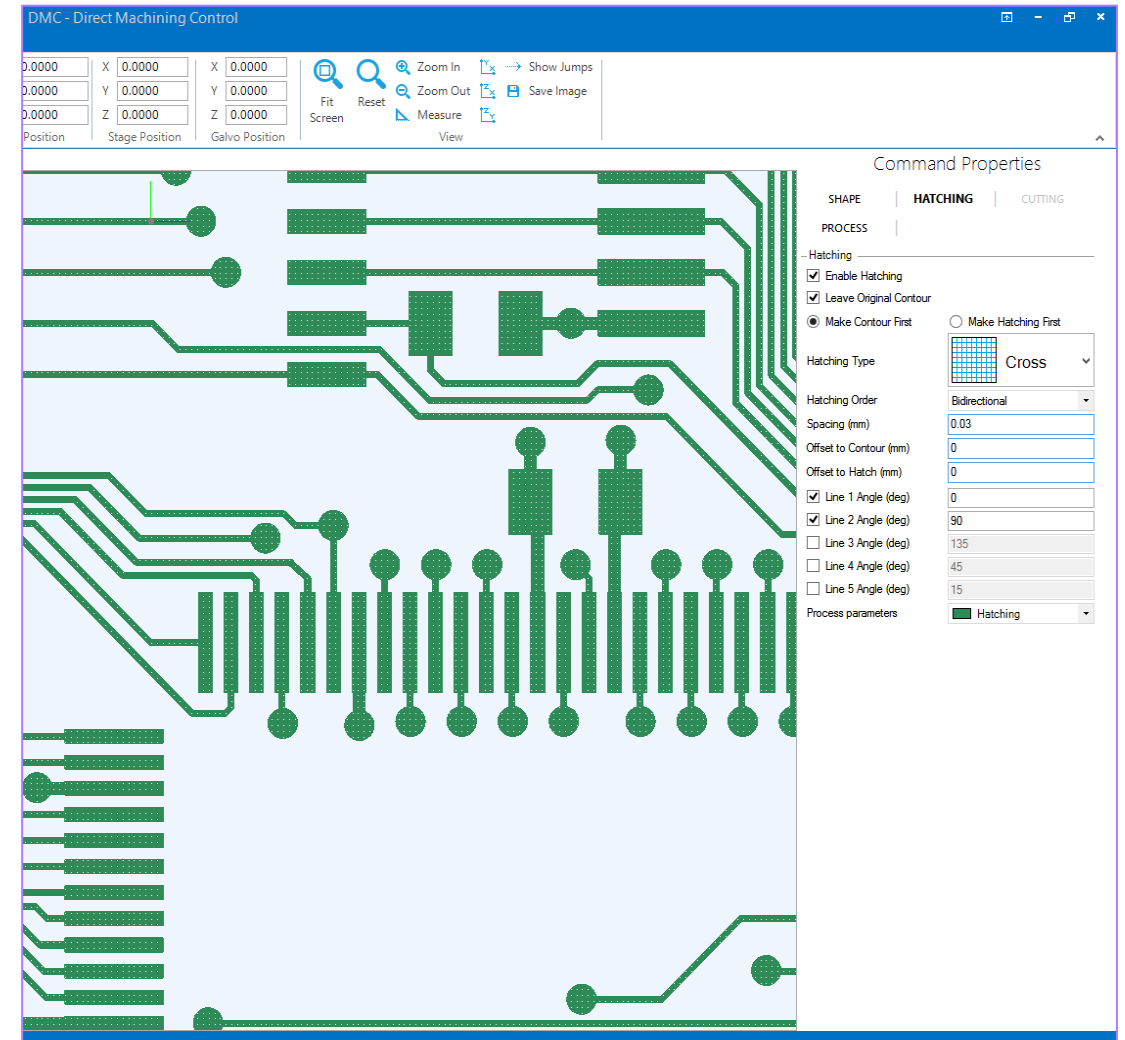 DMC - Direct Machining Control
0.0000 X 0.0000 X 0.0000 Zoom In Y X Show Jumps
0.0000 Y 0.0000 Y 0.0000 Fit Reset Zoom Out Z X Save Image
0.0000 Z 0.0000 Z 0.0000 Screen Measure Z Y
Position Stage Position Galvo Position View
Command Properties
SHAPE HATCHING CUTTING
PROCESS
Hatching
Enable Hatching
Leave Original Contour
Make Contour First Make Hatching First
Hatching Type Cross
Hatching Order Bidirectional
Spacing (mm) 0.03
Offset to Contour (mm) 0
Offset to Hatch (mm) 0
Line 1 Angle (deg) 0
Line 2 Angle (deg) 90
Line 3 Angle (deg) 135
Line 4 Angle (deg) 45
Line 5 Angle (deg) 15
Process parameters Hatching